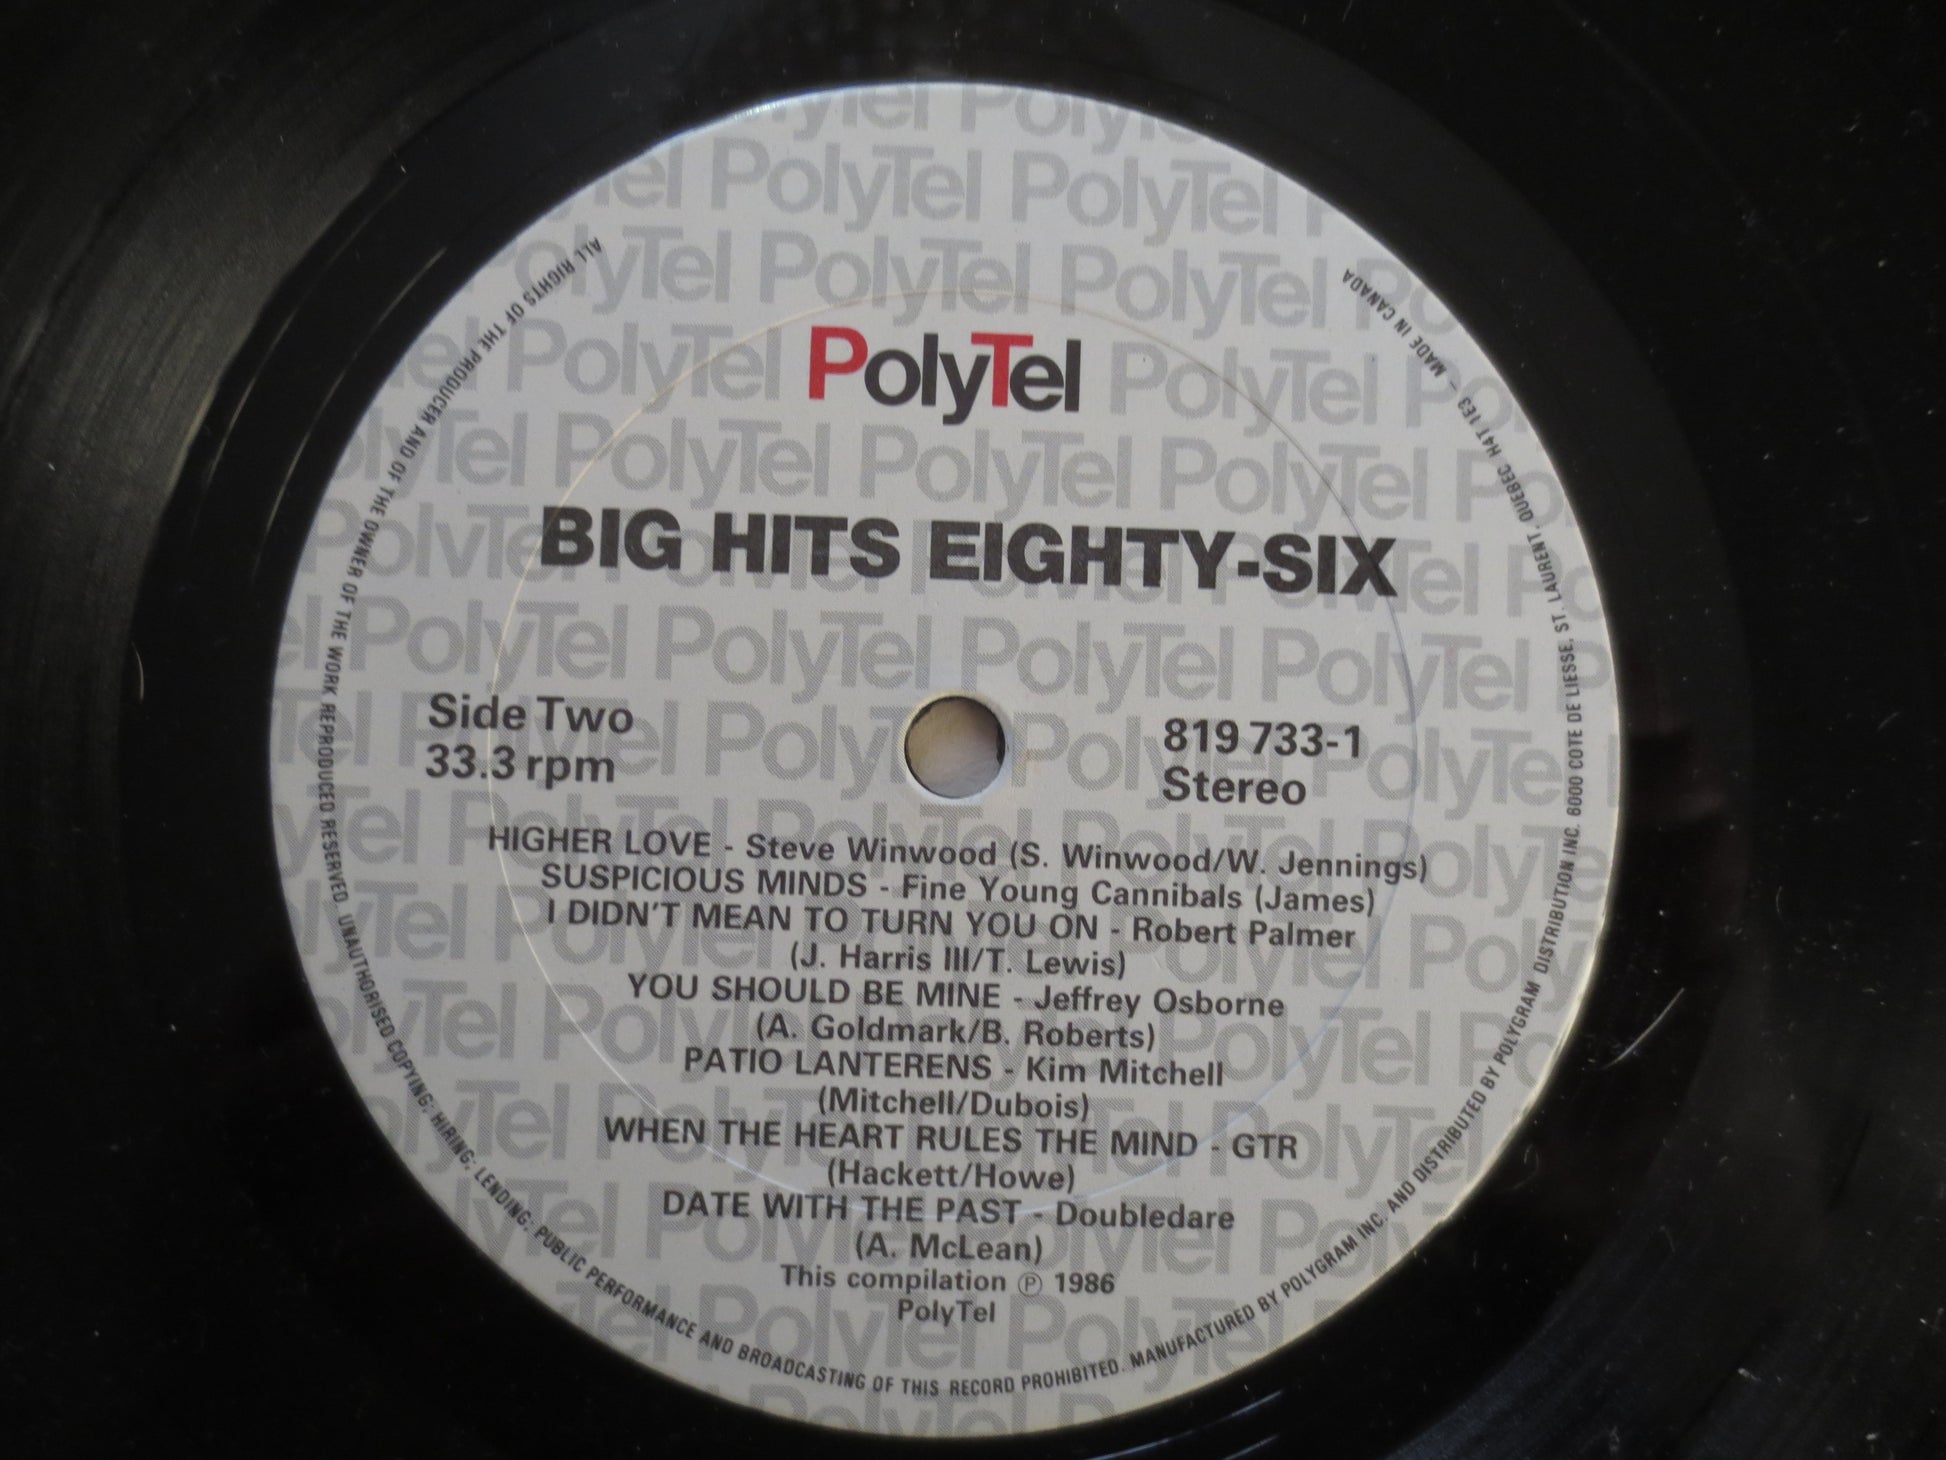 PolyTel
BIG HITS EIGHTY-SIX
Side Two
33.3 rpm
819 733-1
Stereo
HIGHER LOVE - Steve Winwood (S. Winwood/W. Jennings)
SUSPICIOUS MINDS - Fine Young Cannibals (James)
I DIDN'T MEAN TO TURN YOU ON - Robert Palmer
(J. Harris III/T. Lewis)
YOU SHOULD BE MINE - Jeffrey Osborne
(A. Goldmark/B. Roberts)
PATIO LANTERENS - Kim Mitchell
(Mitchell/Dubois)
WHEN THE HEART RULES THE MIND - GTR
(Hackett/Howe)
DATE WITH THE PAST - Doubledare
(A. McLean)
This compilation ℗ 1986
PolyTel
ALL RIGHTS OF THE PRODUCER AND OF THE OWNER OF THE WORK REPRODUCED RESERVED. UNAUTHORISED COPYING; HIRING; LENDING; PUBLIC PERFORMANCE AND BROADCASTING OF THIS RECORD PROHIBITED. MANUFACTURED BY POLYGRAM INC. AND DISTRIBUTED BY POLYGRAM DISTRIBUTION INC. 6000 COTE DE LIESSE, ST. LAURENT, QUEBEC H4T 1E3 – MADE IN CANADA